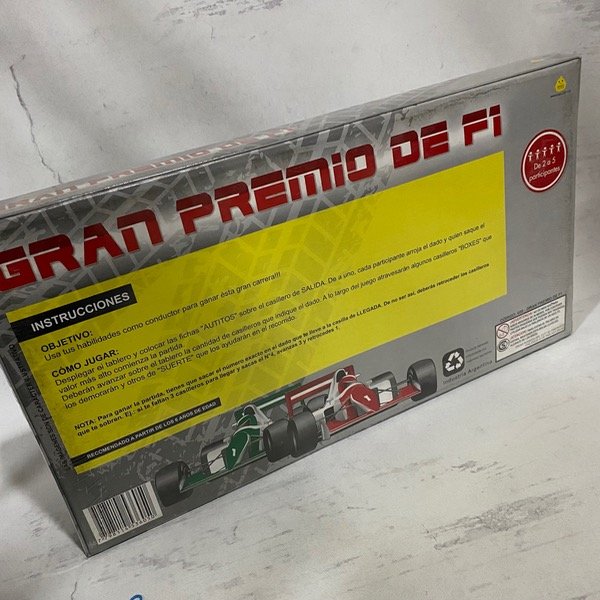 GRAN PREMIO DE F1
De 2 a 5
participantes
INSTRUCCIONES
OBJETIVO:
Usa tus habilidades como conductor para ganar ésta gran carrera!!!
CÓMO JUGAR:
Desplegar el tablero y colocar las fichas "AUTITOS" sobre el casillero de SALIDA. De a uno, cada participante arroja el dado y quien saque el
valor más alto comienza la partida.
Deberán avanzar sobre el tablero la cantidad de casilleros que indique el dado. A lo largo del juego atravesarán algunos casilleros "BOXES" que
los demorarán y otros de "SUERTE" que los ayudarán en el recorrido.
NOTA: Para ganar la partida, tienes que sacar el número exacto en el dado que te lleve a la casilla de LLEGADA. De no ser así, deberás retroceder los casilleros
que te sobren. Ej.: si te faltan 3 casilleros para llegar y sacas el N°4, avanzás 3 y retrocedes 1.
RECOMENDADO A PARTIR DE LOS 6 AÑOS DE EDAD
Industria Argentina